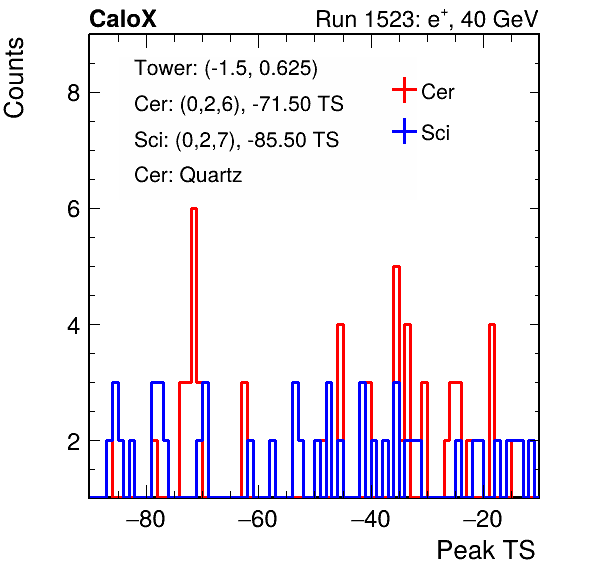 CaloX Run 1523: e⁺, 40 GeV
Counts
Tower: (-1.5, 0.625)
Cer: (0,2,6), -71.50 TS
Sci: (0,2,7), -85.50 TS
Cer: Quartz
Cer
Sci
8
6
4
2
−80 −60 −40 −20
Peak TS